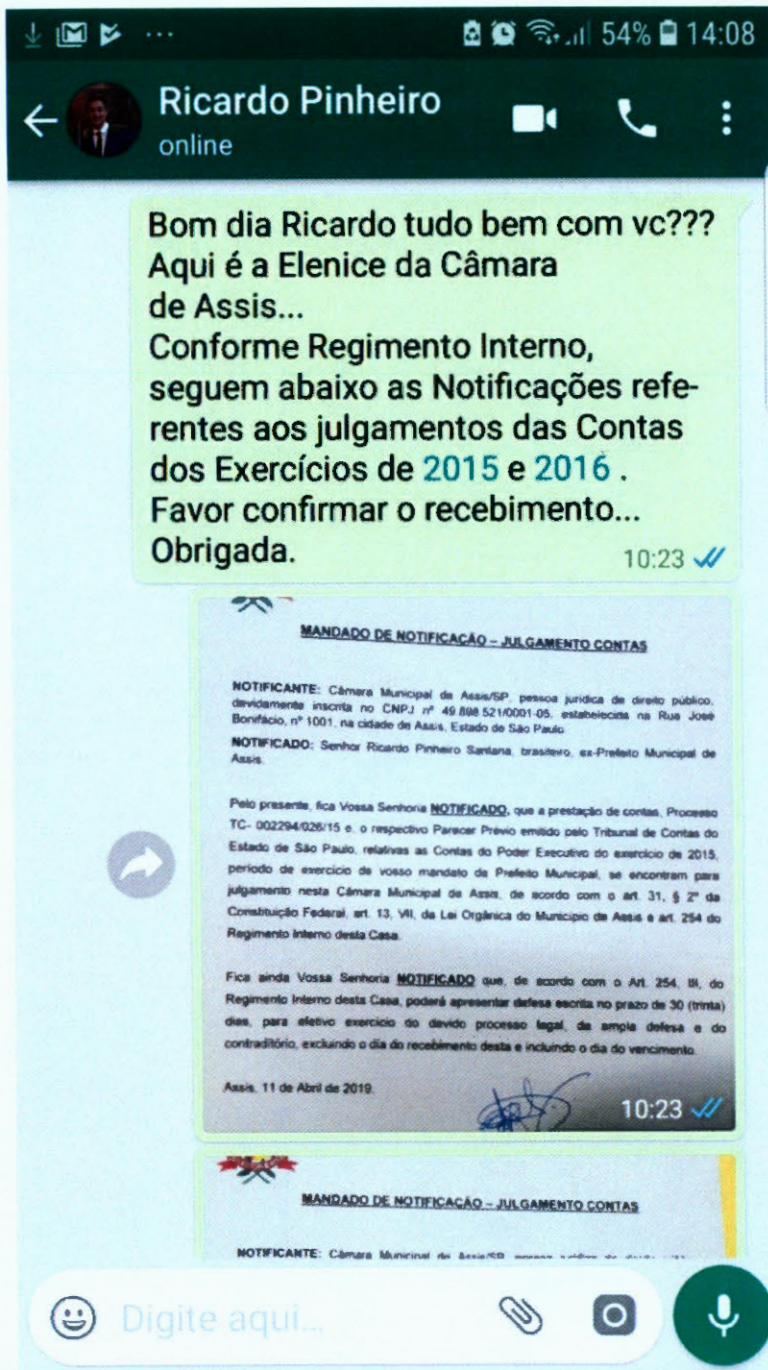 54% 14:08
Ricardo Pinheiro
online
Bom dia Ricardo tudo bem com vc???
Aqui é a Elenice da Câmara
de Assis...
Conforme Regimento Interno,
seguem abaixo as Notificações refe-
rentes aos julgamentos das Contas
dos Exercícios de 2015 e 2016 .
Favor confirmar o recebimento...
Obrigada.
10:23
MANDADO DE NOTIFICAÇÃO – JULGAMENTO CONTAS
NOTIFICANTE: Câmara Municipal de Assis/SP, pessoa jurídica de direito público,
devidamente inscrita no CNPJ nº 49.898.521/0001-05, estabelecida na Rua José
Bonifácio, nº 1001, na cidade de Assis, Estado de São Paulo
NOTIFICADO: Senhor Ricardo Pinheiro Santana, brasileiro, ex-Prefeito Municipal de
Assis.
Pelo presente, fica Vossa Senhoria NOTIFICADO, que a prestação de contas, Processo
TC- 002294/026/15 e, o respectivo Parecer Prévio emitido pelo Tribunal de Contas do
Estado de São Paulo, relativas as Contas do Poder Executivo do exercício de 2015,
período de exercício de vosso mandato de Prefeito Municipal, se encontram para
julgamento nesta Câmara Municipal de Assis, de acordo com o art. 31, § 2º da
Constituição Federal, art. 13, VII, da Lei Orgânica do Município de Assis e art. 254 do
Regimento Interno desta Casa.
Fica ainda Vossa Senhoria NOTIFICADO que, de acordo com o Art. 254, III, do
Regimento Interno desta Casa, poderá apresentar defesa escrita no prazo de 30 (trinta)
dias, para efetivo exercício do devido processo legal, da ampla defesa e do
contraditório, excluindo o dia do recebimento desta e incluindo o dia do vencimento.
Assis, 11 de Abril de 2019.
10:23
MANDADO DE NOTIFICAÇÃO – JULGAMENTO CONTAS
NOTIFICANTE: Câmara Municipal de Assis/SP,
Digite aqui...